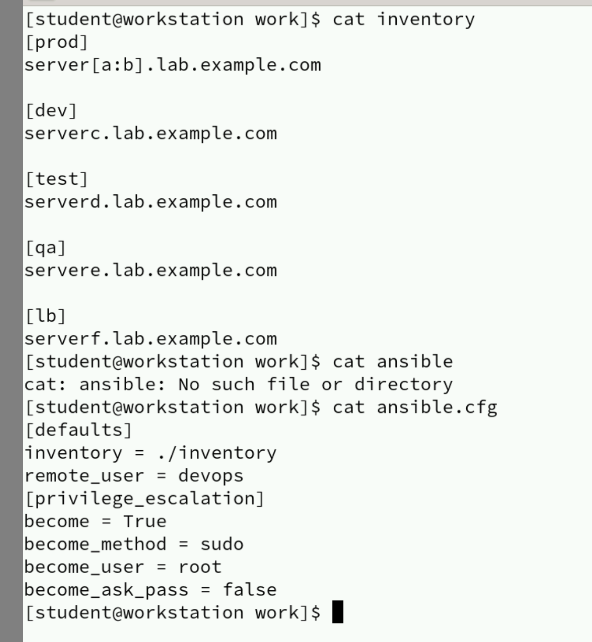 [student@workstation work]$ cat inventory
[prod]
server[a:b].lab.example.com
[dev]
serverc.lab.example.com
[test]
serverd.lab.example.com
[qa]
servere.lab.example.com
[lb]
serverf.lab.example.com
[student@workstation work]$ cat ansible
cat: ansible: No such file or directory
[student@workstation work]$ cat ansible.cfg
[defaults]
inventory = ./inventory
remote_user = devops
[privilege_escalation]
become = True
become_method = sudo
become_user = root
become_ask_pass = false
[student@workstation work]$